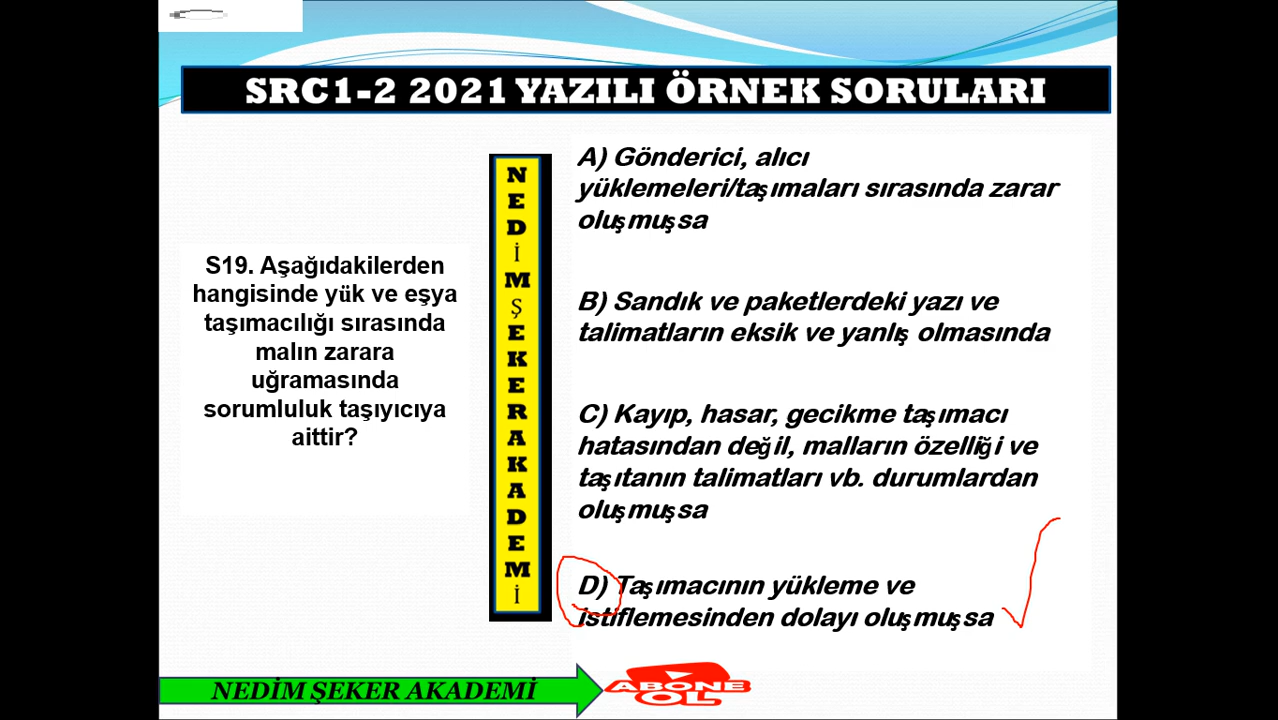 SRC1-2 2021 YAZILI ÖRNEK SORULARI
S19. Aşağıdakilerden
hangisinde yük ve eşya
taşımacılığı sırasında
malın zarara
uğramasında
sorumluluk taşıyıcıya
aittir?
N
E
D
İ
M
Ş
E
K
E
R
A
K
A
D
E
M
İ
A) Gönderici, alıcı
yüklemeleri/taşımaları sırasında zarar
oluşmuşsa
B) Sandık ve paketlerdeki yazı ve
talimatların eksik ve yanlış olmasında
C) Kayıp, hasar, gecikme taşımacı
hatasından değil, malların özelliği ve
taşıtanın talimatları vb. durumlardan
oluşmuşsa
D) Taşımacının yükleme ve
istiflemesinden dolayı oluşmuşsa
NEDİM ŞEKER AKADEMİ
ABONE
OL